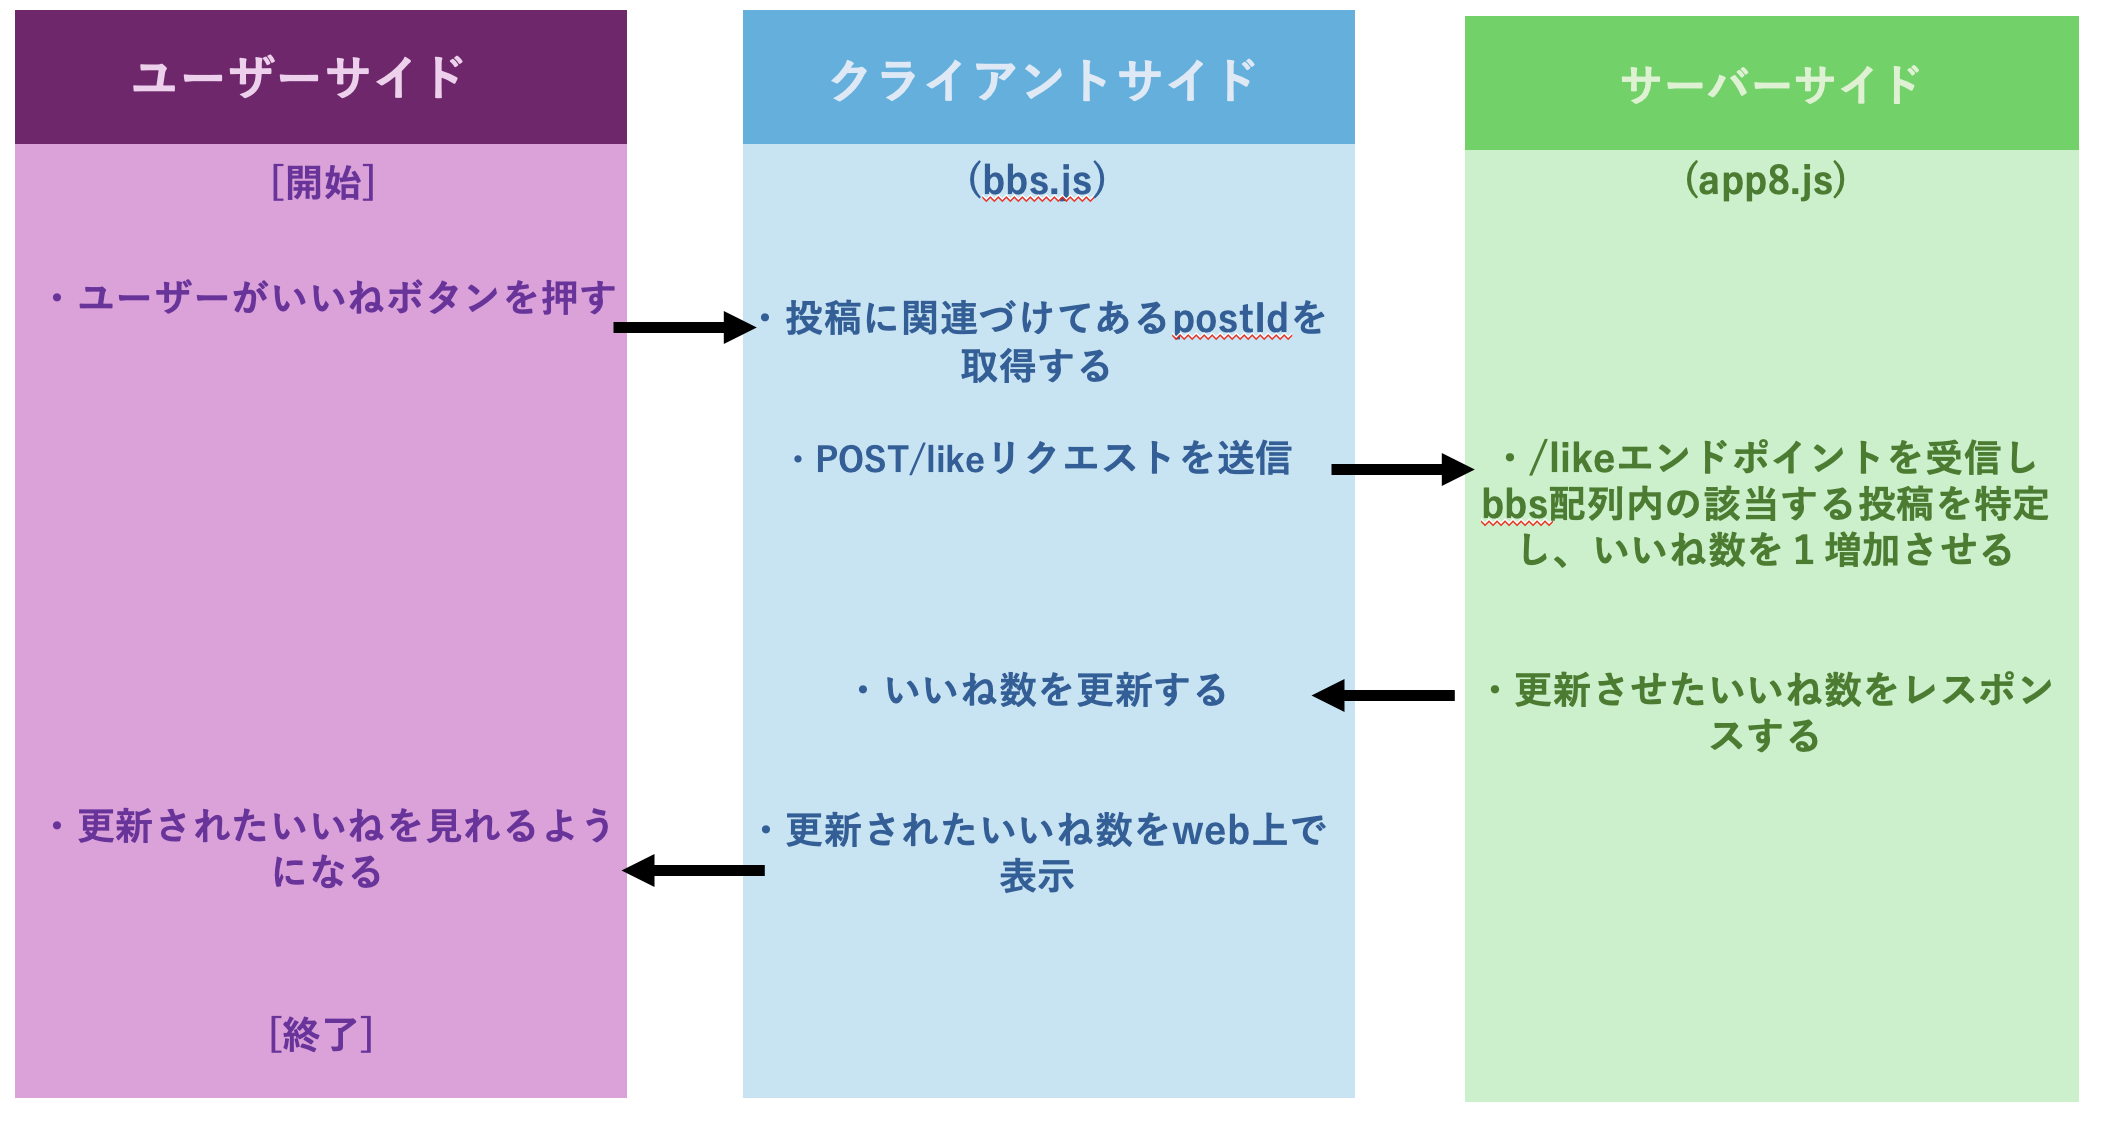 ユーザーサイド
[開始]
・ユーザーがいいねボタンを押す
・更新されたいいねを見れるよう
になる
[終了]
クライアントサイド
(bbs.js)
・投稿に関連づけてあるpostIdを
取得する
・POST/likeリクエストを送信
・いいね数を更新する
・更新されたいいね数をweb上で
表示
サーバーサイド
(app8.js)
・/likeエンドポイントを受信し
bbs配列内の該当する投稿を特定
し、いいね数を１増加させる
・更新させたいいね数をレスポン
スする